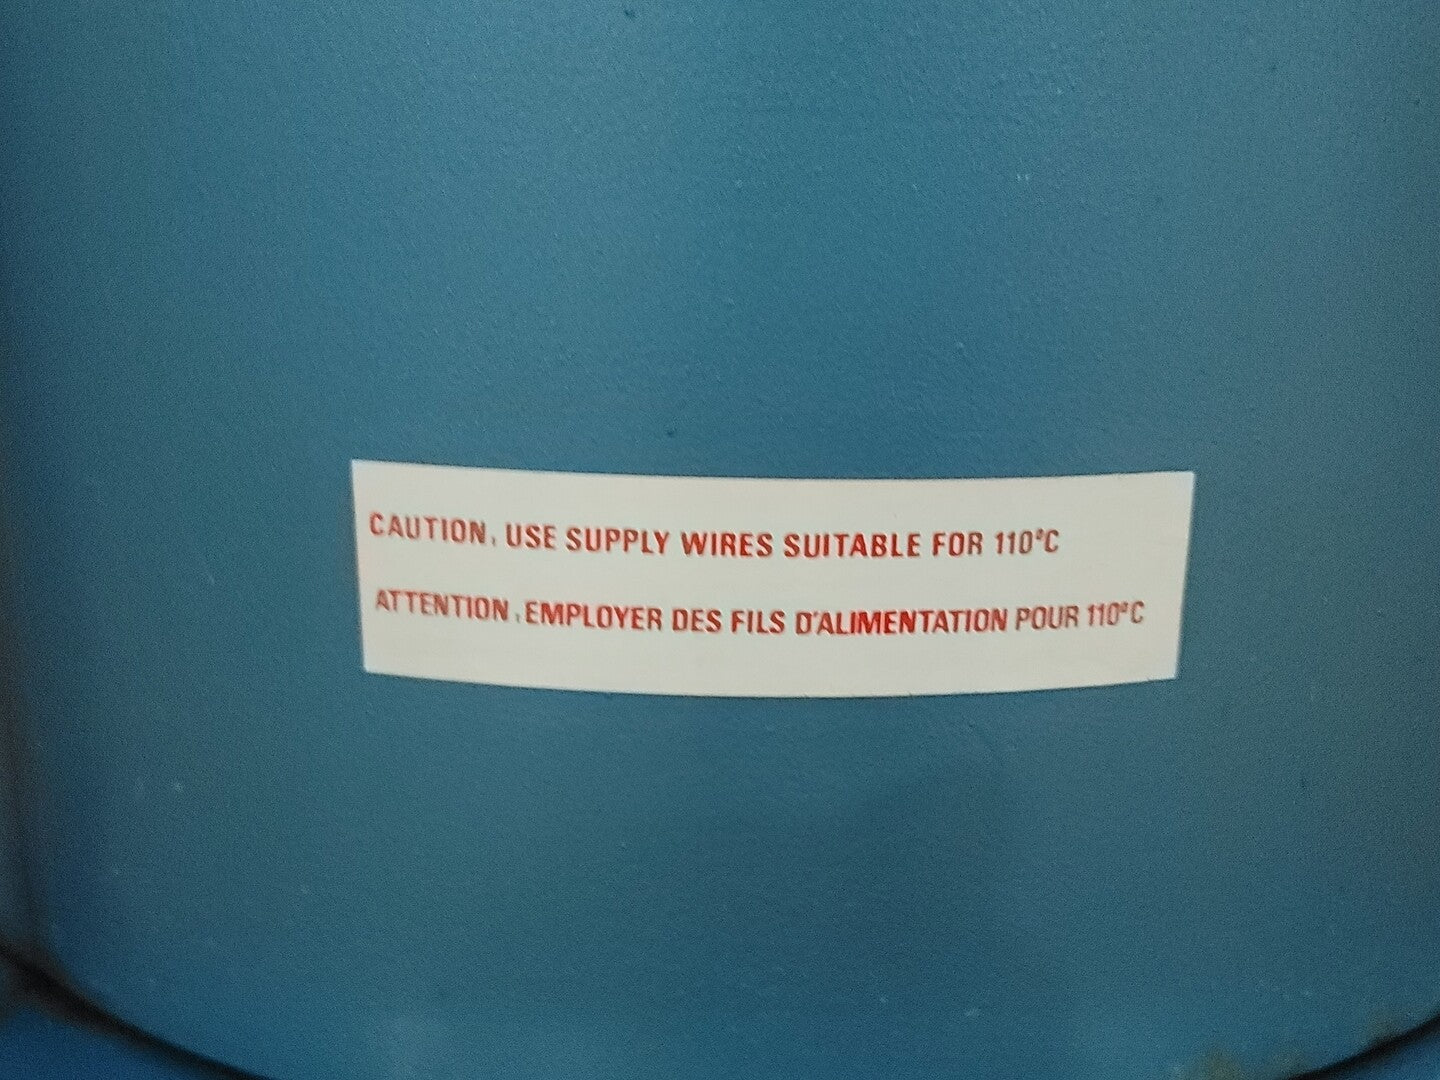 CAUTION, USE SUPPLY WIRES SUITABLE FOR 110°C
ATTENTION, EMPLOYER DES FILS D'ALIMENTATION POUR 110°C